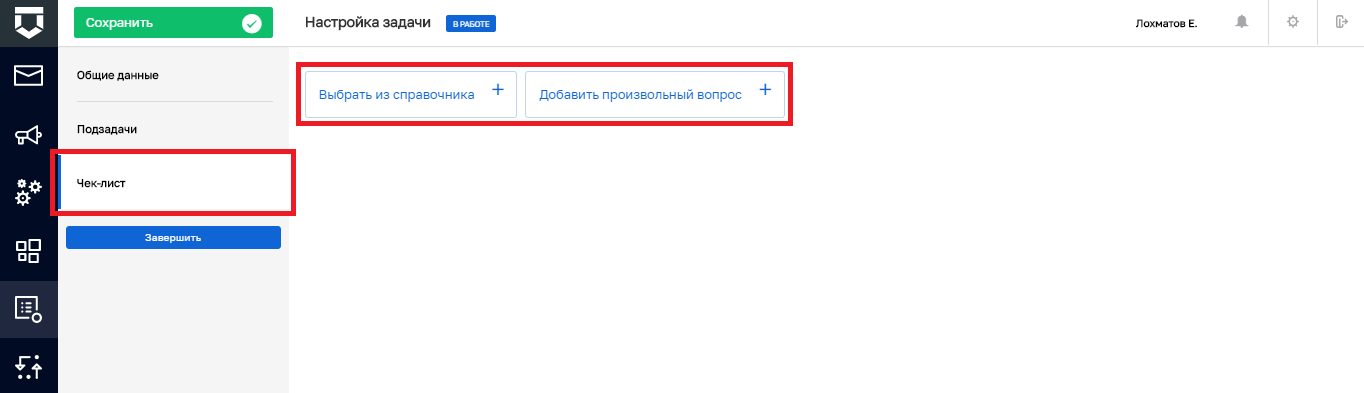 Сохранить
Настройка задачи
В РАБОТЕ
Лохматов Е.
Общие данные
Подзадачи
Чек-лист
Завершить
Выбрать из справочника +
Добавить произвольный вопрос +